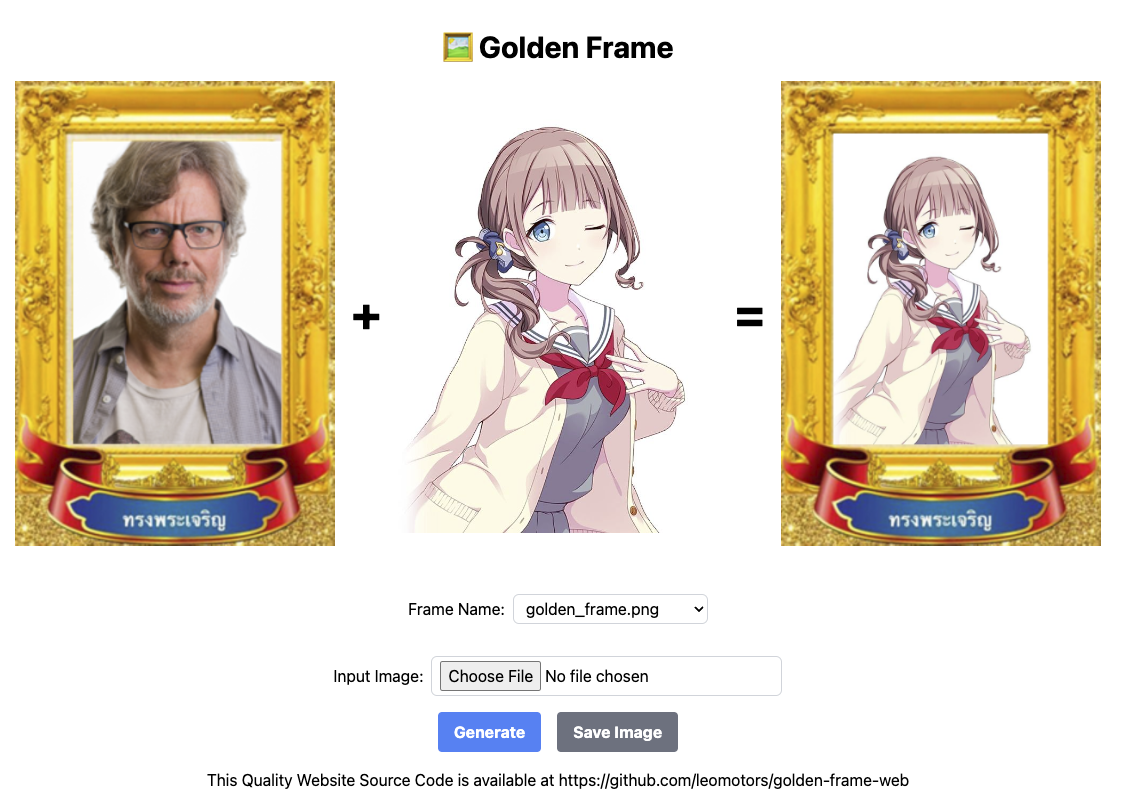 Golden Frame
+
=
ทรงพระเจริญ
ทรงพระเจริญ
Frame Name: golden_frame.png
Input Image: Choose File No file chosen
Generate Save Image
This Quality Website Source Code is available at https://github.com/leomotors/golden-frame-web